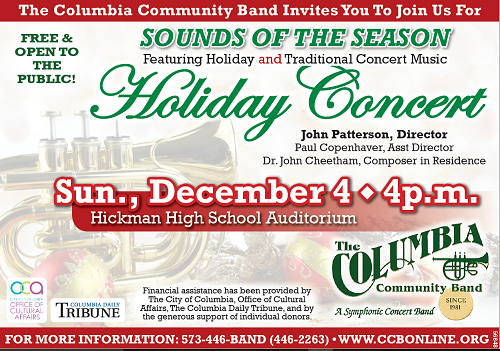 The Columbia Community Band Invites You To Join Us For
FREE &
OPEN TO
THE
PUBLIC!
SOUNDS OF THE SEASON
Featuring Holiday and Traditional Concert Music
Holiday Concert
John Patterson, Director
Paul Copenhaver, Asst Director
Dr. John Cheetham, Composer in Residence
Sun., December 4 ◆ 4p.m.
Hickman High School Auditorium
oca
OFFICE OF
CULTURAL
AFFAIRS
COLUMBIA DAILY
TRIBUNE
Financial assistance has been provided by
The City of Columbia, Office of Cultural
Affairs, The Columbia Daily Tribune, and by
the generous support of individual donors.
The
COLUMBIA
Community Band
A Symphonic Concert Band
SINCE
1981
FOR MORE INFORMATION: 573-446-BAND (446-2263) • WWW.CCBONLINE.ORG